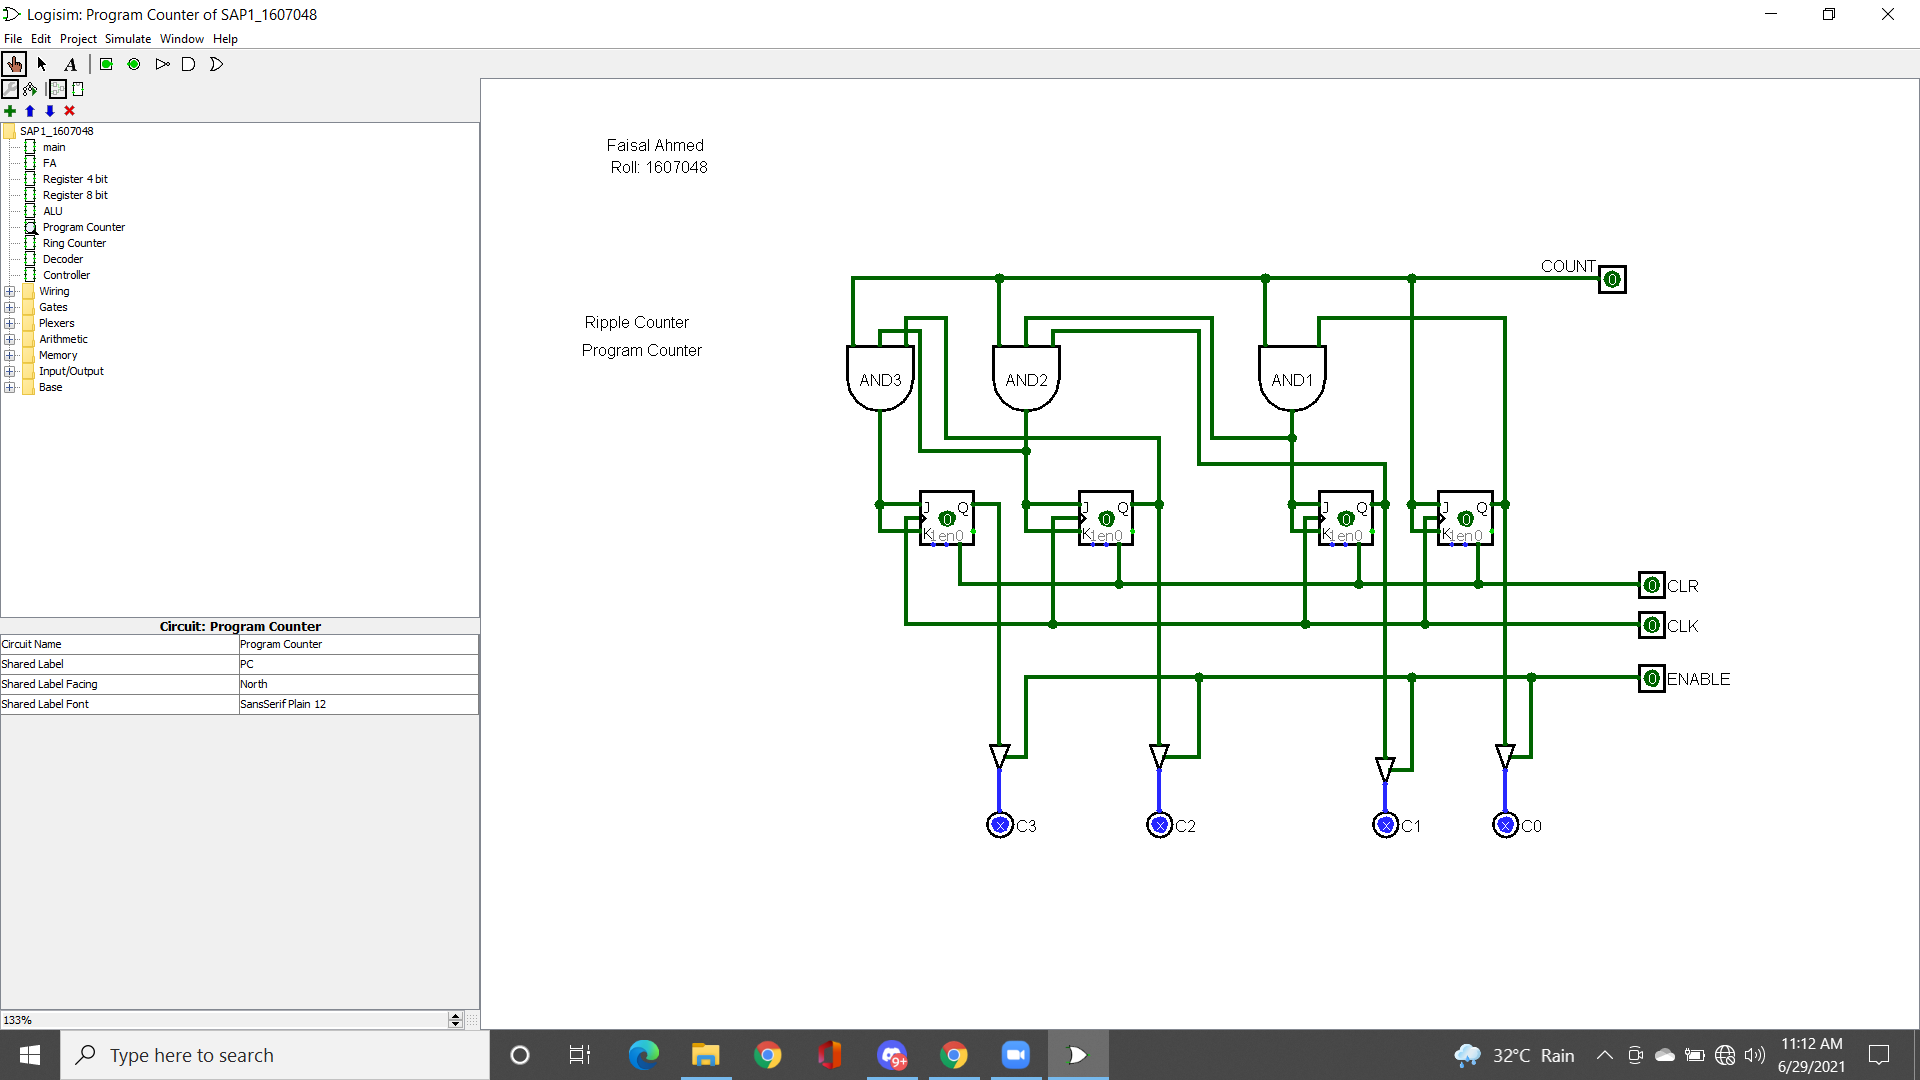 Logisim: Program Counter of SAP1_1607048
File Edit Project Simulate Window Help
A
SAP1_1607048
main
FA
Register 4 bit
Register 8 bit
ALU
Program Counter
Ring Counter
Decoder
Controller
Wiring
Gates
Plexers
Arithmetic
Memory
Input/Output
Base
Circuit: Program Counter
Circuit Name Program Counter
Shared Label PC
Shared Label Facing North
Shared Label Font SansSerif Plain 12
133%
Faisal Ahmed
Roll: 1607048
COUNT 0
Ripple Counter
Program Counter
AND3 AND2 AND1
J Q J Q J Q J Q
0 0 0 0
K 1 en 0 K 1 en 0 K 1 en 0 K 1 en 0
0 CLR
0 CLK
0 ENABLE
x C3 x C2 x C1 x C0
Type here to search
9+
32°C Rain
11:12 AM
6/29/2021